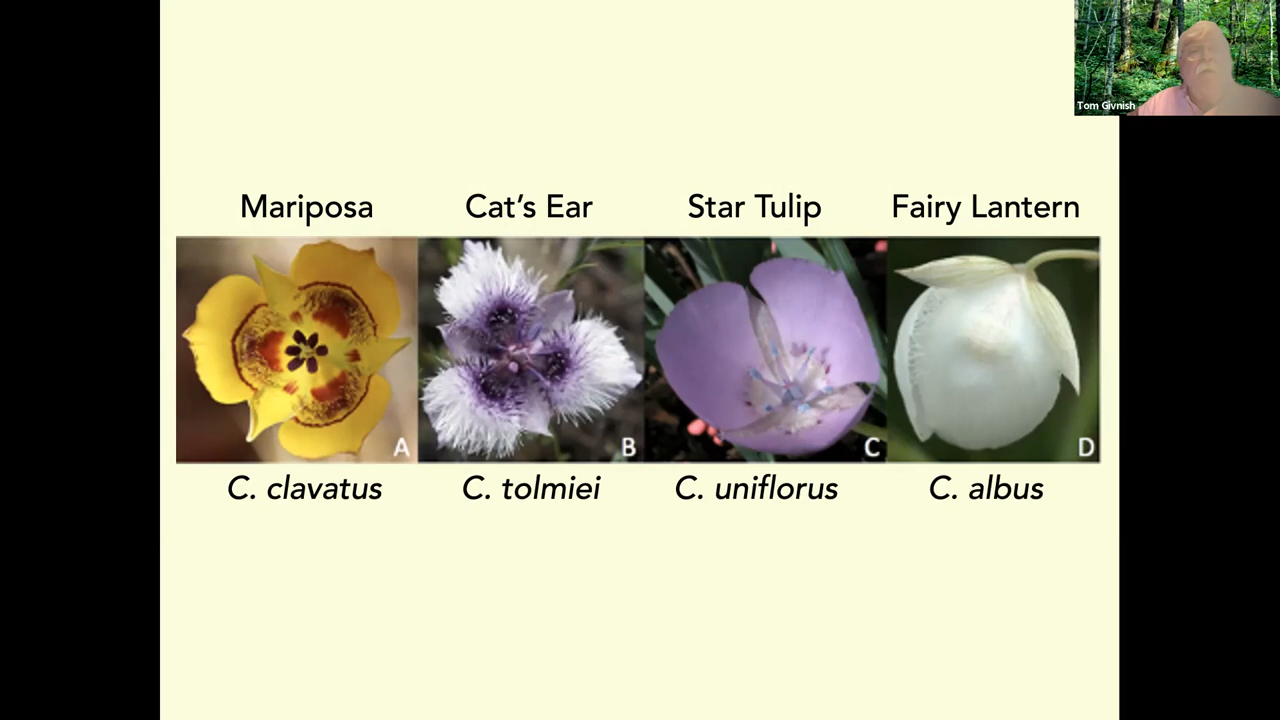 Tom Givnish
Mariposa Cat's Ear Star Tulip Fairy Lantern
A B C D
C. clavatus C. tolmiei C. uniflorus C. albus